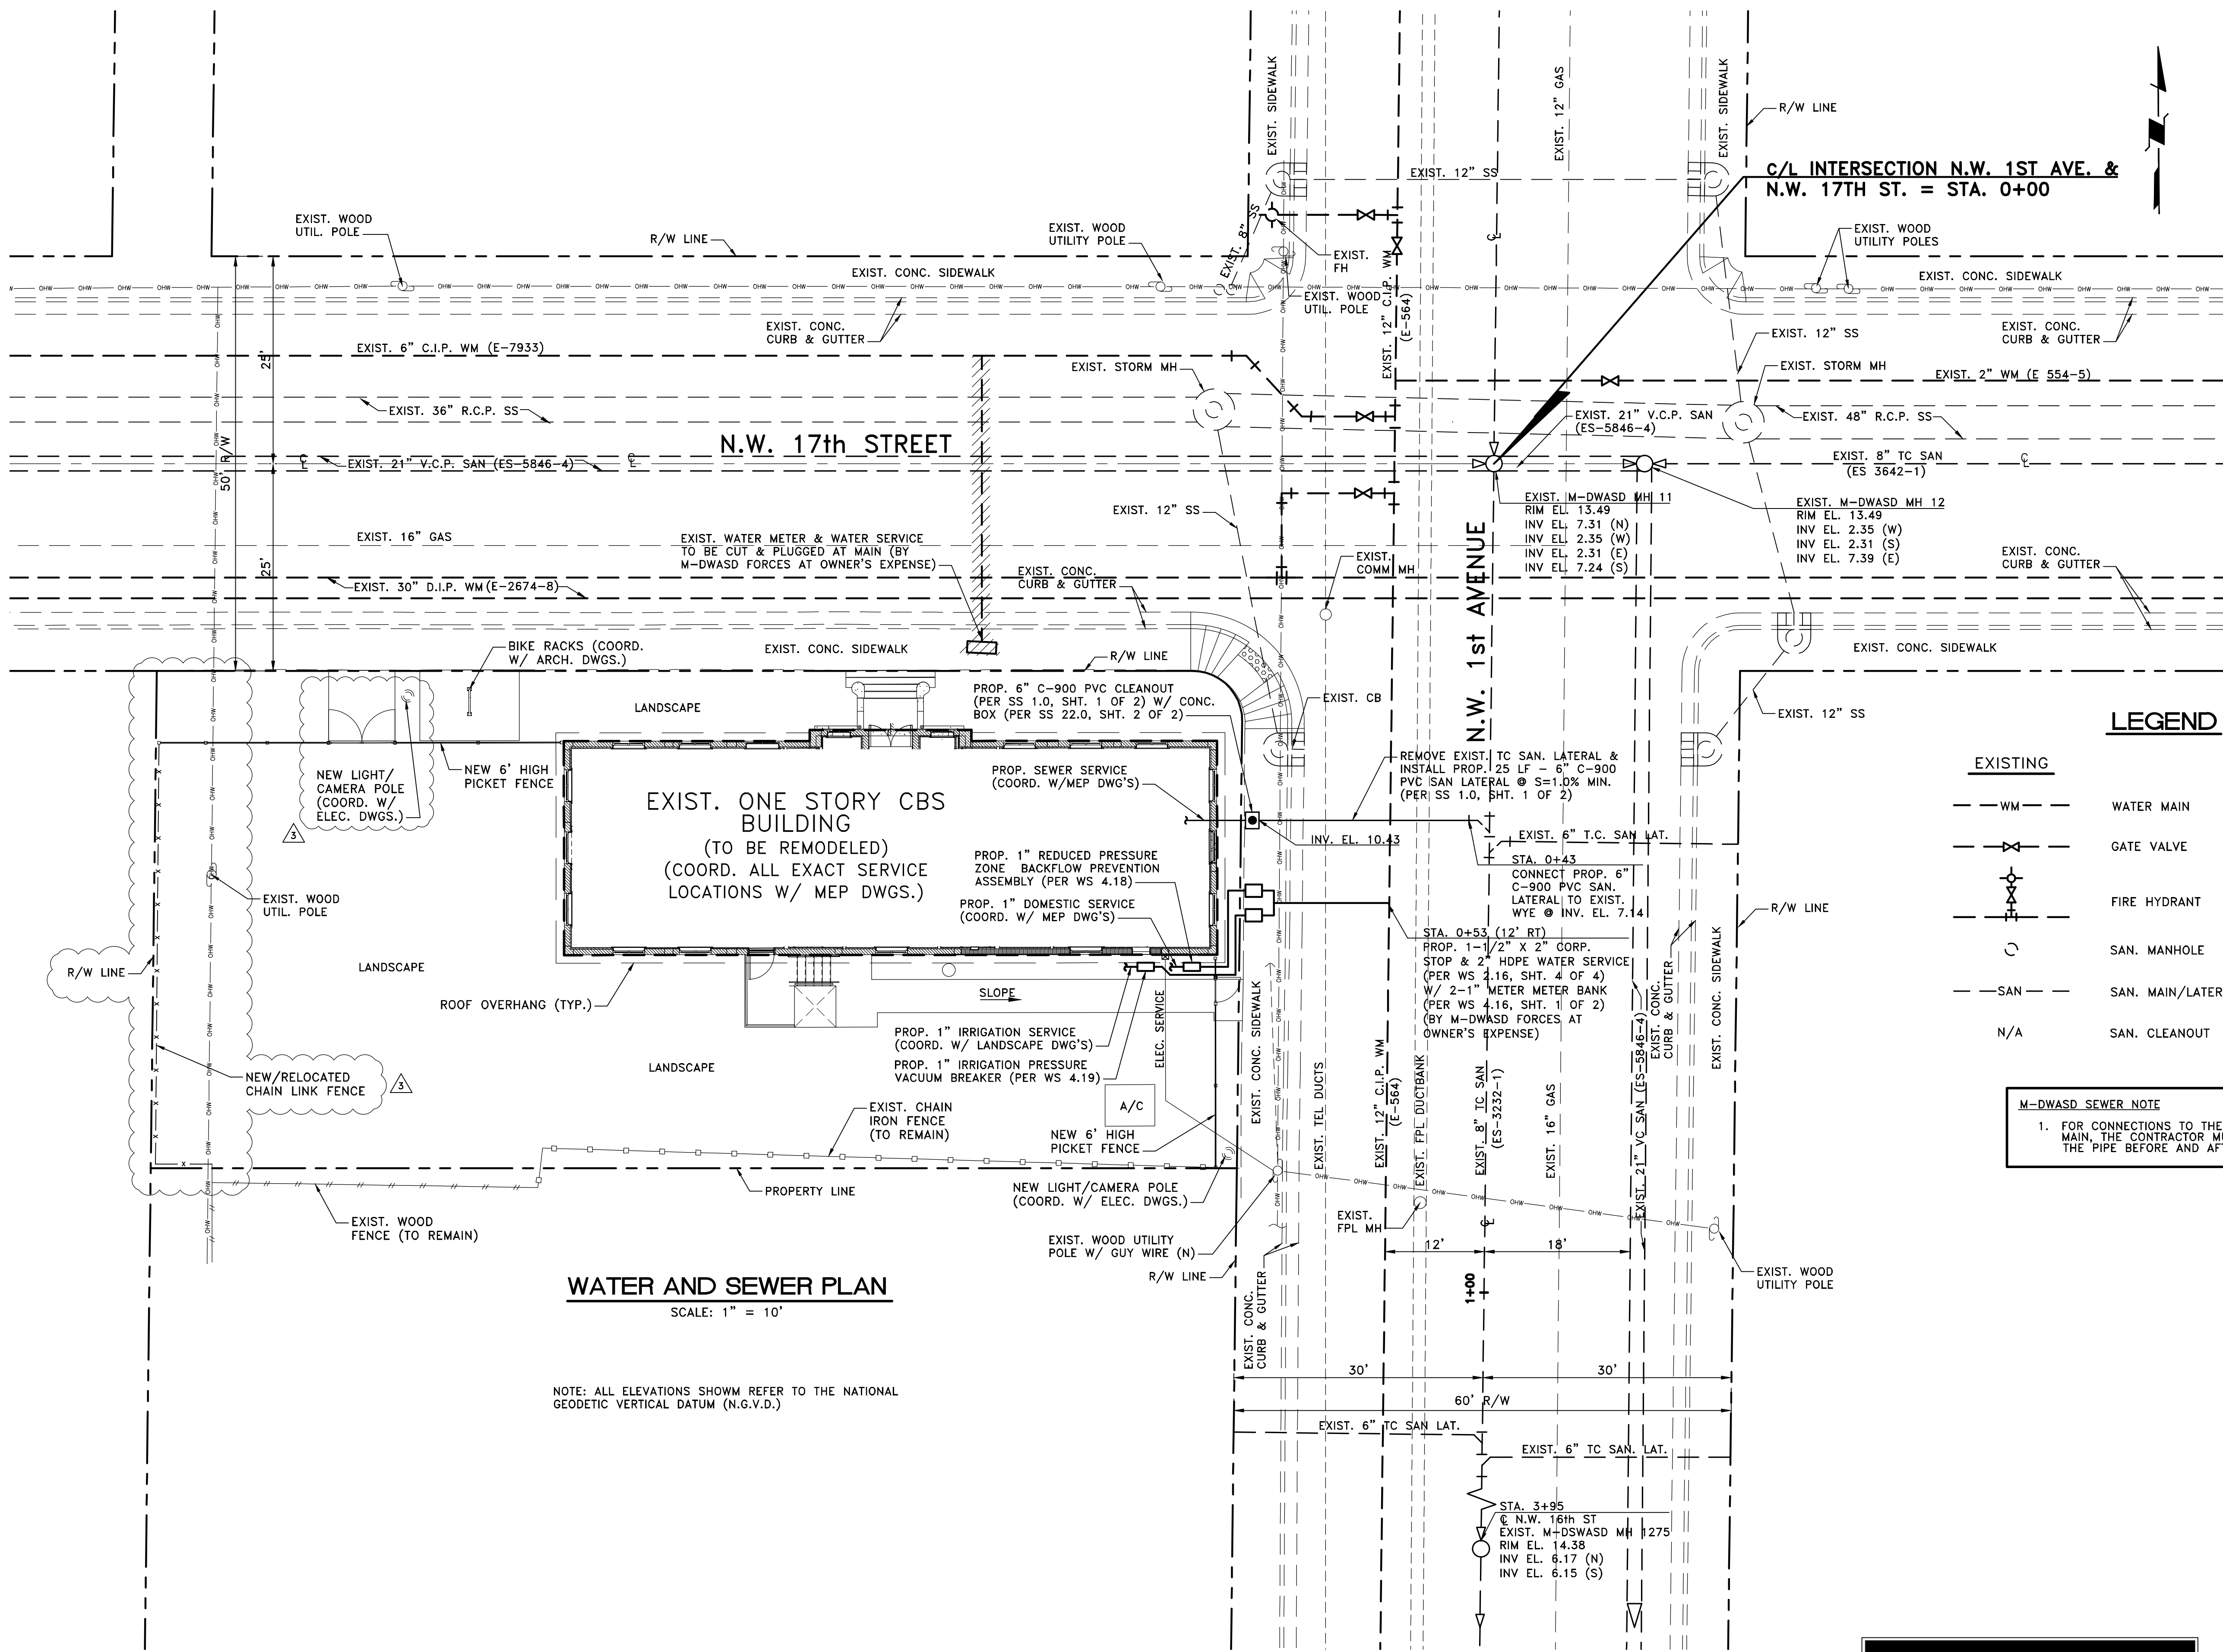 EXIST. SIDEWALK
EXIST. 12" GAS
EXIST. SIDEWALK
R/W LINE
C/L INTERSECTION N.W. 1ST AVE. &
N.W. 17TH ST. = STA. 0+00
EXIST. 12" SS
EXIST. 8" SS
EXIST. WOOD
UTIL. POLE
R/W LINE
EXIST. WOOD
UTILITY POLE
EXIST.
FH
EXIST. WOOD
UTIL. POLE
EXIST. 12" C.I.P. WM
(E-564)
EXIST. WOOD
UTILITY POLES
EXIST. CONC. SIDEWALK
EXIST. CONC. SIDEWALK
EXIST. CONC.
CURB & GUTTER
EXIST. 12" SS
EXIST. CONC.
CURB & GUTTER
EXIST. 6" C.I.P. WM (E-7933)
EXIST. STORM MH
EXIST. STORM MH
EXIST. 2" WM (E 554-5)
25'
50' R/W
25'
EXIST. 36" R.C.P. SS
EXIST. 21" V.C.P. SAN
(ES-5846-4)
EXIST. 48" R.C.P. SS
N.W. 17th STREET
EXIST. 21" V.C.P. SAN (ES-5846-4)
EXIST. 8" TC SAN
(ES 3642-1)
EXIST. M-DWASD MH 11
RIM EL. 13.49
INV EL. 7.31 (N)
INV EL. 2.35 (W)
INV EL. 2.31 (E)
INV EL. 7.24 (S)
EXIST. M-DWASD MH 12
RIM EL. 13.49
INV EL. 2.35 (W)
INV EL. 2.31 (S)
INV EL. 7.39 (E)
EXIST. 12" SS
EXIST. 16" GAS
EXIST. WATER METER & WATER SERVICE
TO BE CUT & PLUGGED AT MAIN (BY
M-DWASD FORCES AT OWNER'S EXPENSE)
EXIST.
COMM MH
N.W. 1st AVENUE
EXIST. CONC.
CURB & GUTTER
EXIST. CONC.
CURB & GUTTER
EXIST. 30" D.I.P. WM (E-2674-8)
BIKE RACKS (COORD.
W/ ARCH. DWGS.)
EXIST. CONC. SIDEWALK
R/W LINE
EXIST. CONC. SIDEWALK
LANDSCAPE
PROP. 6" C-900 PVC CLEANOUT
(PER SS 1.0, SHT. 1 OF 2) W/ CONC.
BOX (PER SS 22.0, SHT. 2 OF 2)
EXIST. CB
EXIST. 12" SS
LEGEND
NEW LIGHT/
CAMERA POLE
(COORD. W/
ELEC. DWGS.)
3
NEW 6' HIGH
PICKET FENCE
PROP. SEWER SERVICE
(COORD. W/MEP DWG'S)
REMOVE EXIST. TC SAN. LATERAL &
INSTALL PROP. 25 LF - 6" C-900
PVC SAN LATERAL @ S=1.0% MIN.
(PER SS 1.0, SHT. 1 OF 2)
EXISTING
WM
WATER MAIN
EXIST. ONE STORY CBS
BUILDING
(TO BE REMODELED)
(COORD. ALL EXACT SERVICE
LOCATIONS W/ MEP DWGS.)
INV. EL. 10.43
EXIST. 6" T.C. SAN LAT.
GATE VALVE
PROP. 1" REDUCED PRESSURE
ZONE BACKFLOW PREVENTION
ASSEMBLY (PER WS 4.18)
STA. 0+43
CONNECT PROP. 6"
C-900 PVC SAN.
LATERAL TO EXIST.
WYE @ INV. EL. 7.14
FIRE HYDRANT
EXIST. WOOD
UTIL. POLE
PROP. 1" DOMESTIC SERVICE
(COORD. W/ MEP DWG'S)
R/W LINE
STA. 0+53 (12' RT)
PROP. 1-1/2" X 2" CORP.
STOP & 2" HDPE WATER SERVICE
(PER WS 2.16, SHT. 4 OF 4)
W/ 2-1" METER METER BANK
(PER WS 4.16, SHT. 1 OF 2)
(BY M-DWASD FORCES AT
OWNER'S EXPENSE)
SAN. MANHOLE
R/W LINE
LANDSCAPE
ROOF OVERHANG (TYP.)
SLOPE
SAN
SAN. MAIN/LATER
PROP. 1" IRRIGATION SERVICE
(COORD. W/ LANDSCAPE DWG'S)
N/A
SAN. CLEANOUT
ELEC. SERVICE
EXIST. CONC. SIDEWALK
EXIST. CONC.
CURB & GUTTER
EXIST. CONC. SIDEWALK
LANDSCAPE
PROP. 1" IRRIGATION PRESSURE
VACUUM BREAKER (PER WS 4.19)
NEW/RELOCATED
CHAIN LINK FENCE
3
A/C
EXIST. CHAIN
IRON FENCE
(TO REMAIN)
NEW 6' HIGH
PICKET FENCE
M-DWASD SEWER NOTE
1. FOR CONNECTIONS TO THE
MAIN, THE CONTRACTOR MU
THE PIPE BEFORE AND AF
EXIST. TEL DUCTS
EXIST. 12" C.I.P. WM
(E-564)
EXIST. FPL DUCTBANK
EXIST. 8" TC SAN
(ES-3232-1)
EXIST. 16" GAS
EXIST. 21" VC SAN (ES-5846-4)
PROPERTY LINE
NEW LIGHT/CAMERA POLE
(COORD. W/ ELEC. DWGS.)
EXIST. WOOD
FENCE (TO REMAIN)
EXIST.
FPL MH
EXIST. WOOD UTILITY
POLE W/ GUY WIRE (N)
12'
18'
R/W LINE
EXIST. WOOD
UTILITY POLE
WATER AND SEWER PLAN
SCALE: 1" = 10'
1+00
EXIST. CONC.
CURB & GUTTER
30'
30'
NOTE: ALL ELEVATIONS SHOWM REFER TO THE NATIONAL
GEODETIC VERTICAL DATUM (N.G.V.D.)
60' R/W
EXIST. 6" TC SAN LAT.
EXIST. 6" TC SAN. LAT.
STA. 3+95
℄ N.W. 16th ST
EXIST. M-DSWASD MH 1275
RIM EL. 14.38
INV EL. 6.17 (N)
INV EL. 6.15 (S)